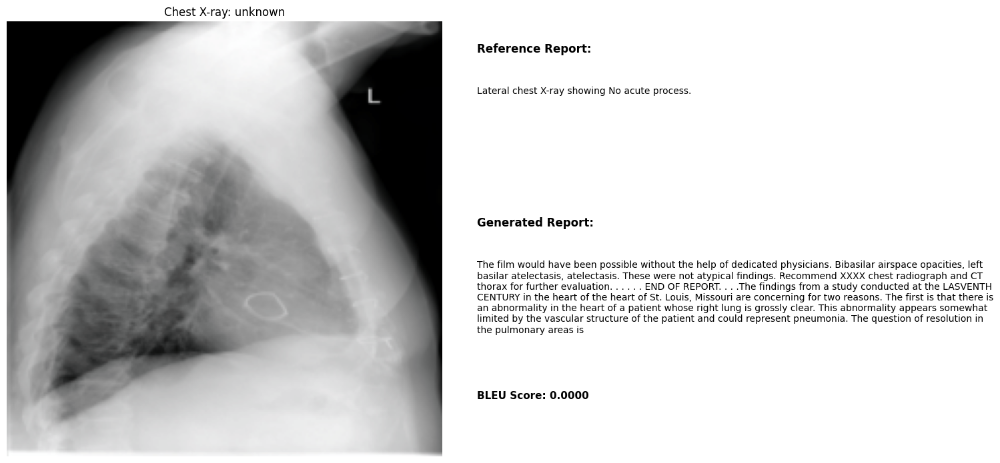 Chest X-ray: unknown
L
Reference Report:
Lateral chest X-ray showing No acute process.
Generated Report:
The film would have been possible without the help of dedicated physicians. Bibasilar airspace opacities, left
basilar atelectasis, atelectasis. These were not atypical findings. Recommend XXXX chest radiograph and CT
thorax for further evaluation. . . . . . END OF REPORT. . . .The findings from a study conducted at the LASVENTH
CENTURY in the heart of the heart of St. Louis, Missouri are concerning for two reasons. The first is that there is
an abnormality in the heart of a patient whose right lung is grossly clear. This abnormality appears somewhat
limited by the vascular structure of the patient and could represent pneumonia. The question of resolution in
the pulmonary areas is
BLEU Score: 0.0000